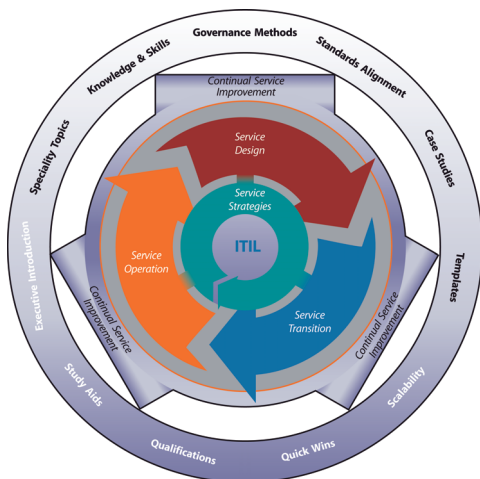 Governance Methods
Knowledge & Skills
Standards Alignment
Speciality Topics
Case Studies
Executive Introduction
Templates
Study Aids
Scalability
Qualifications
Quick Wins
Continual Service
Improvement
Service
Design
Service
Strategies
ITIL
Service
Operation
Service
Transition
Continual Service
Improvement
Continual Service
Improvement